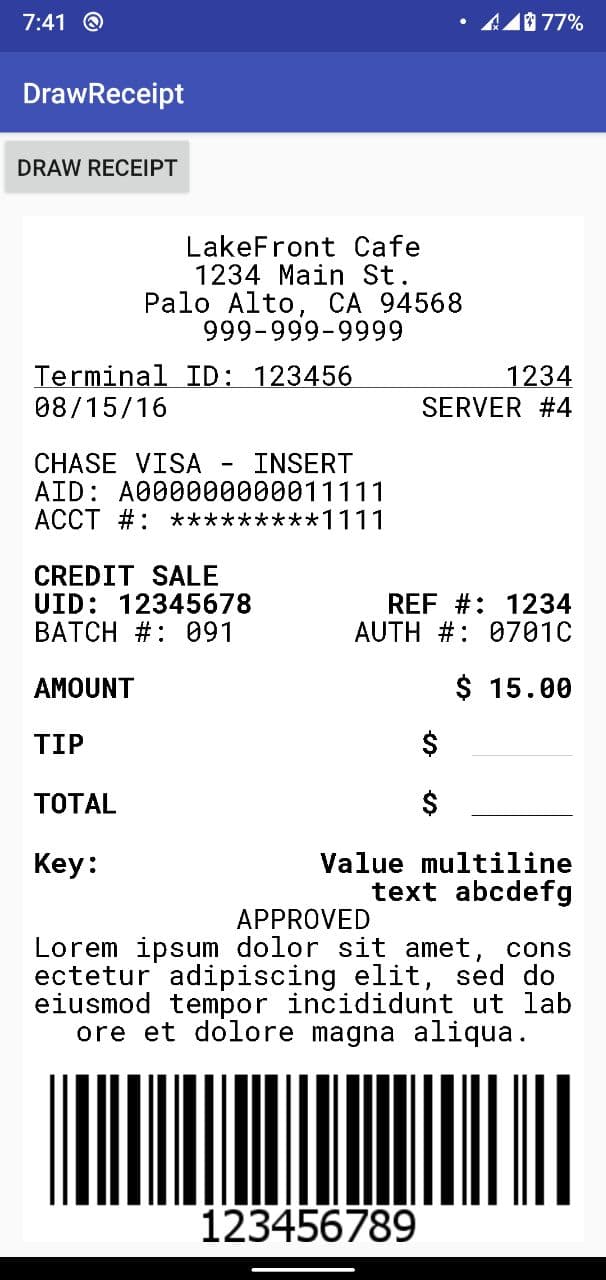 7:41 77%
DrawReceipt
DRAW RECEIPT
LakeFront Cafe
1234 Main St.
Palo Alto, CA 94568
999-999-9999
Terminal ID: 123456 1234
08/15/16 SERVER #4
CHASE VISA - INSERT
AID: A000000000011111
ACCT #: *********1111
CREDIT SALE
UID: 12345678 REF #: 1234
BATCH #: 091 AUTH #: 0701C
AMOUNT $ 15.00
TIP $
TOTAL $
Key: Value multiline
text abcdefg
APPROVED
Lorem ipsum dolor sit amet, cons
ectetur adipiscing elit, sed do
eiusmod tempor incididunt ut lab
ore et dolore magna aliqua.
123456789